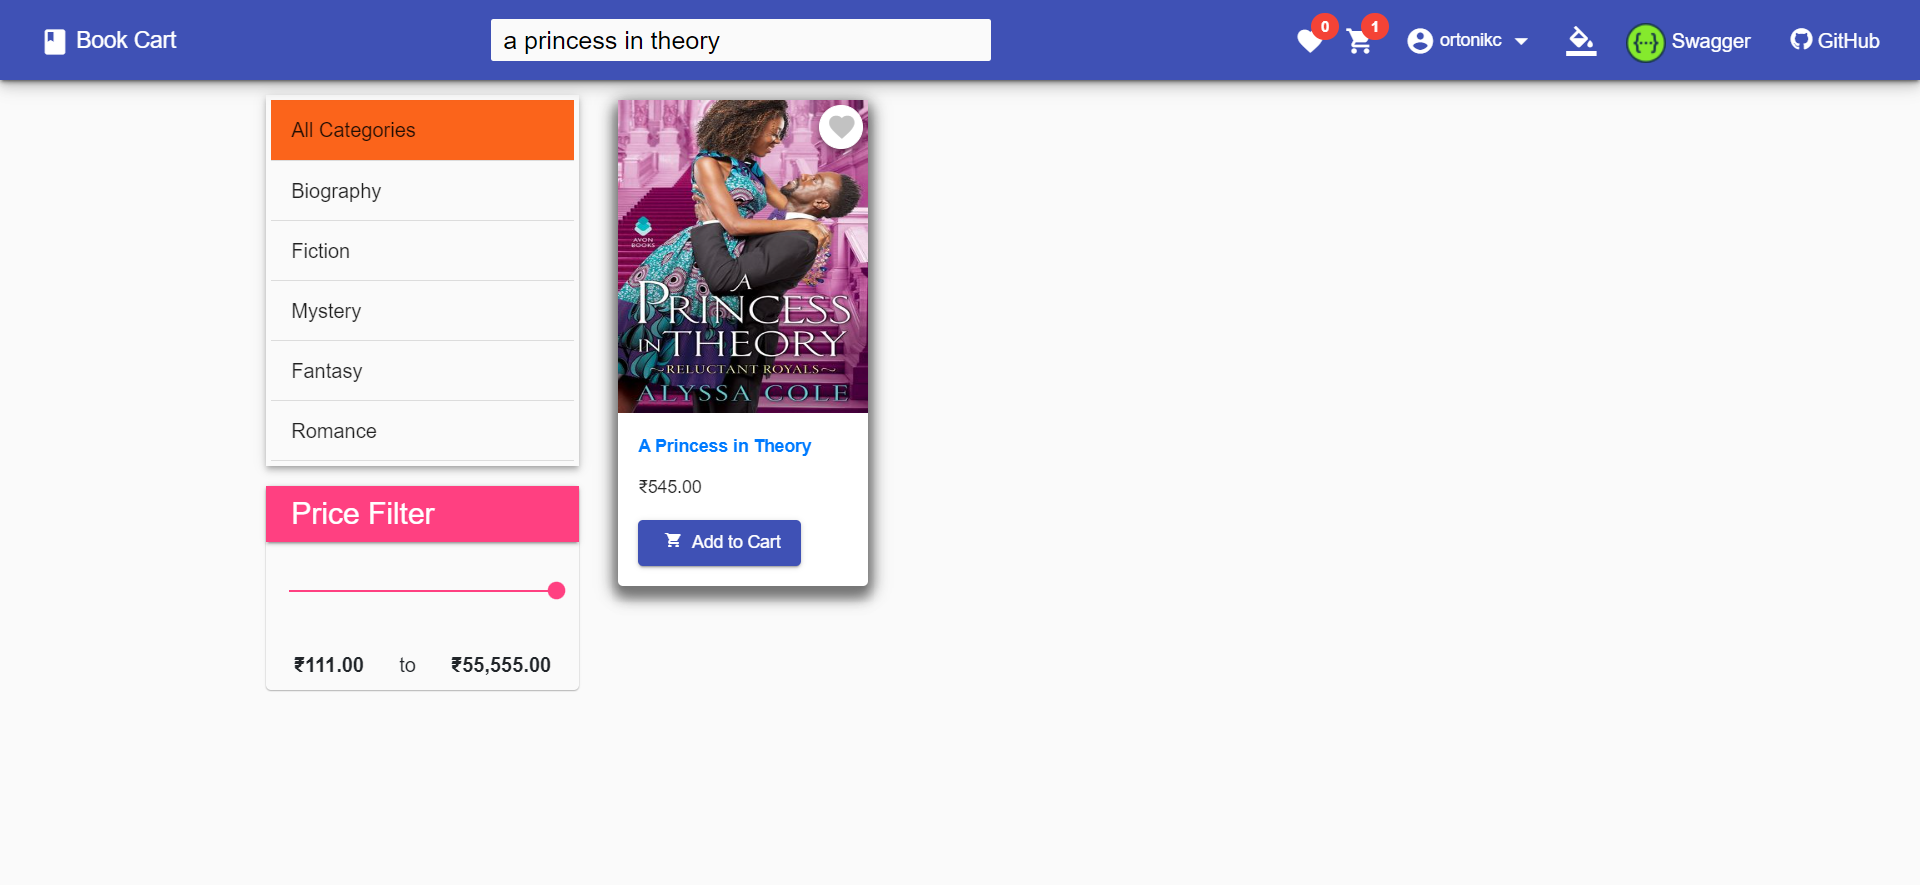 Book Cart
a princess in theory
0
1
ortonikc
Swagger
GitHub
All Categories
Biography
Fiction
Mystery
Fantasy
Romance
Price Filter
₹111.00 to ₹55,555.00
AVON
BOOKS
A
PRINCESS
IN THEORY
~RELUCTANT ROYALS~
ALYSSA COLE
A Princess in Theory
₹545.00
Add to Cart